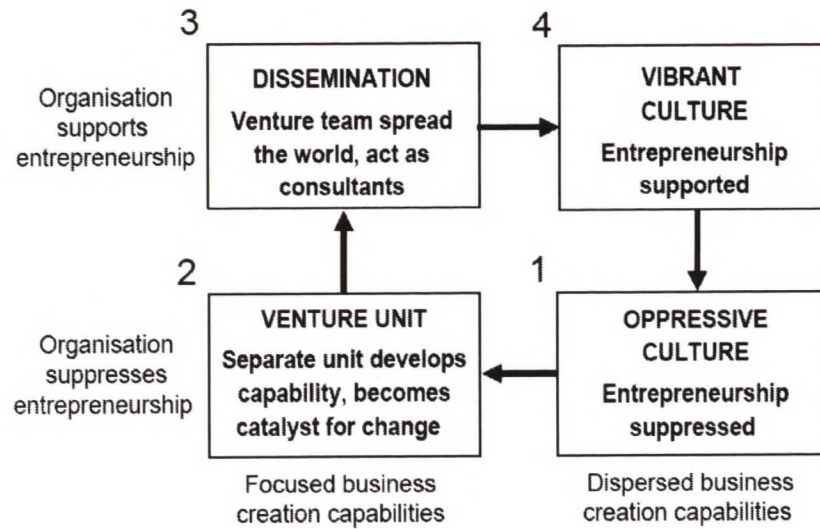 3
4
Organisation
supports
entrepreneurship
DISSEMINATION
Venture team spread
the world, act as
consultants
VIBRANT
CULTURE
Entrepreneurship
supported
2
1
Organisation
suppresses
entrepreneurship
VENTURE UNIT
Separate unit develops
capability, becomes
catalyst for change
OPPRESSIVE
CULTURE
Entrepreneurship
suppressed
Focused business
creation capabilities
Dispersed business
creation capabilities